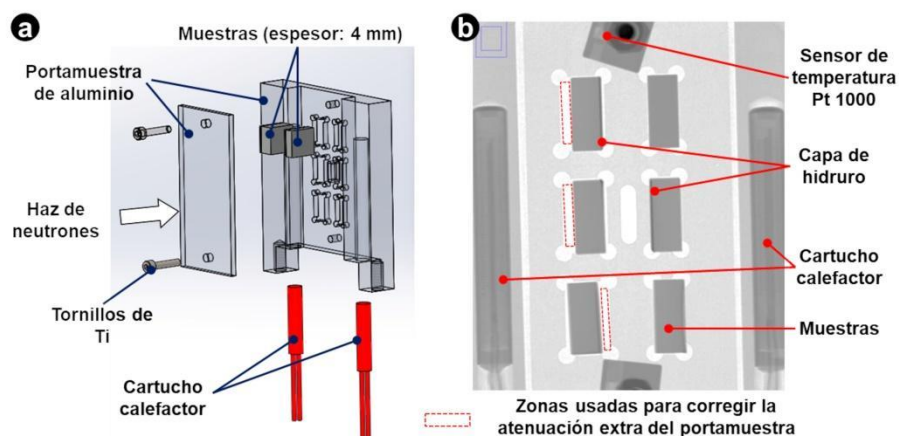 a
Muestras (espesor: 4 mm)
Portamuestra
de aluminio
Haz de
neutrones
Tornillos de
Ti
Cartucho
calefactor
b
Sensor de
temperatura
Pt 1000
Capa de
hidruro
Cartucho
calefactor
Muestras
Zonas usadas para corregir la
atenuación extra del portamuestra